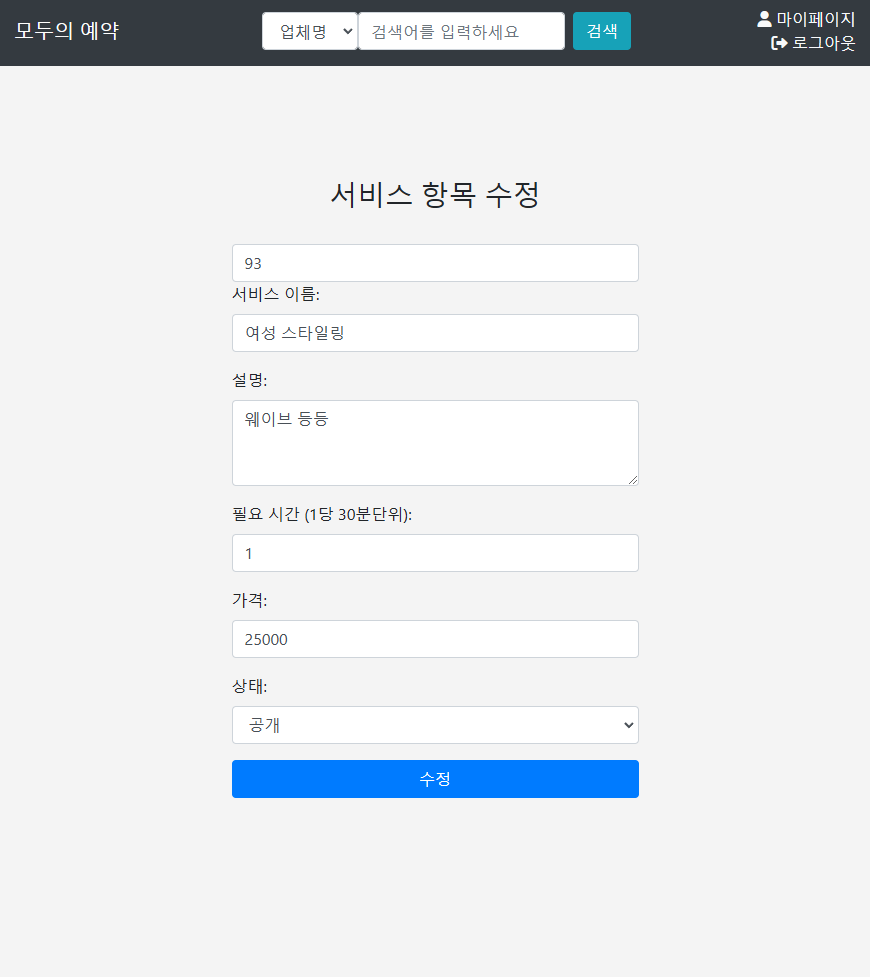 모두의 예약
업체명
검색어를 입력하세요
검색
마이페이지
로그아웃
서비스 항목 수정
93
서비스 이름:
여성 스타일링
설명:
웨이브 등등
필요 시간 (1당 30분단위):
1
가격:
25000
상태:
공개
수정